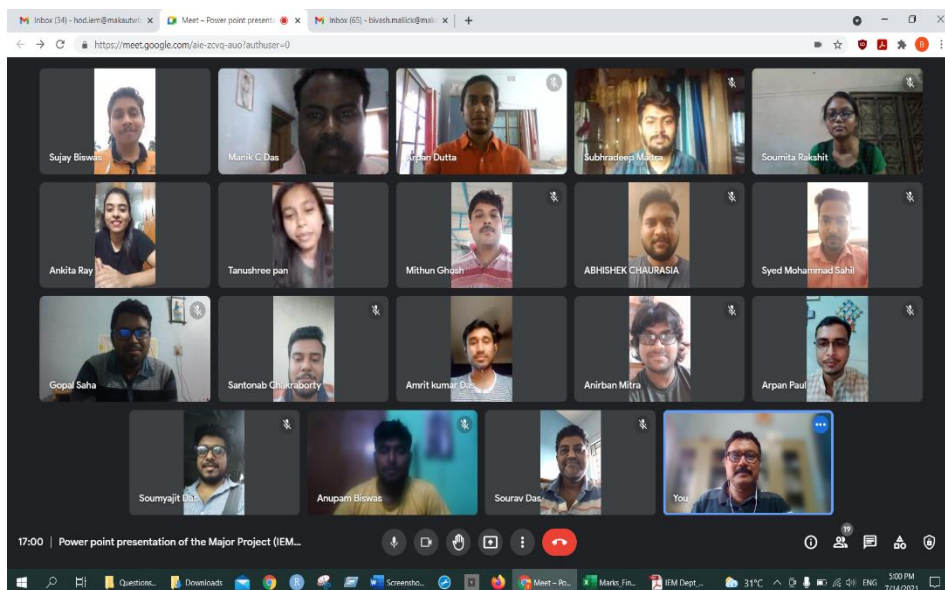 Inbox (34) - hod.iem@makautwb
Meet – Power point presenta
Inbox (65) - bivash.mallick@mak
https://meet.google.com/aie-zcvq-auo?authuser=0
Sujay Biswas
Manik C Das
Arpan Dutta
Subhradeep Maitra
Soumita Rakshit
Ankita Ray
Tanushree pan
Mithun Ghosh
ABHISHEK CHAURASIA
Syed Mohammad Sahil
Gopal Saha
Santonab Chakraborty
Amrit kumar Das
Anirban Mitra
Arpan Paul
Soumyajit Das
Anupam Biswas
Sourav Das
You
17:00 | Power point presentation of the Major Project (IEM...
19
Questions...
Downloads
Screensho...
Meet – Po...
Marks_Fin...
IEM Dept_...
31°C
ENG
5:00 PM
7/14/2021